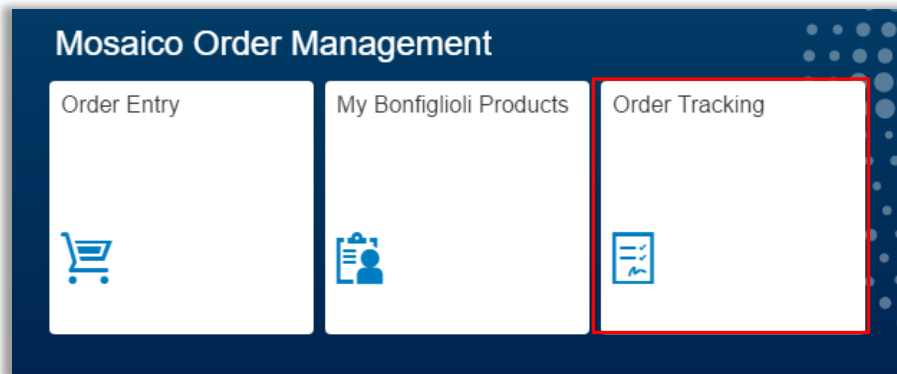 Mosaico Order Management
Order Entry
My Bonfiglioli Products
Order Tracking